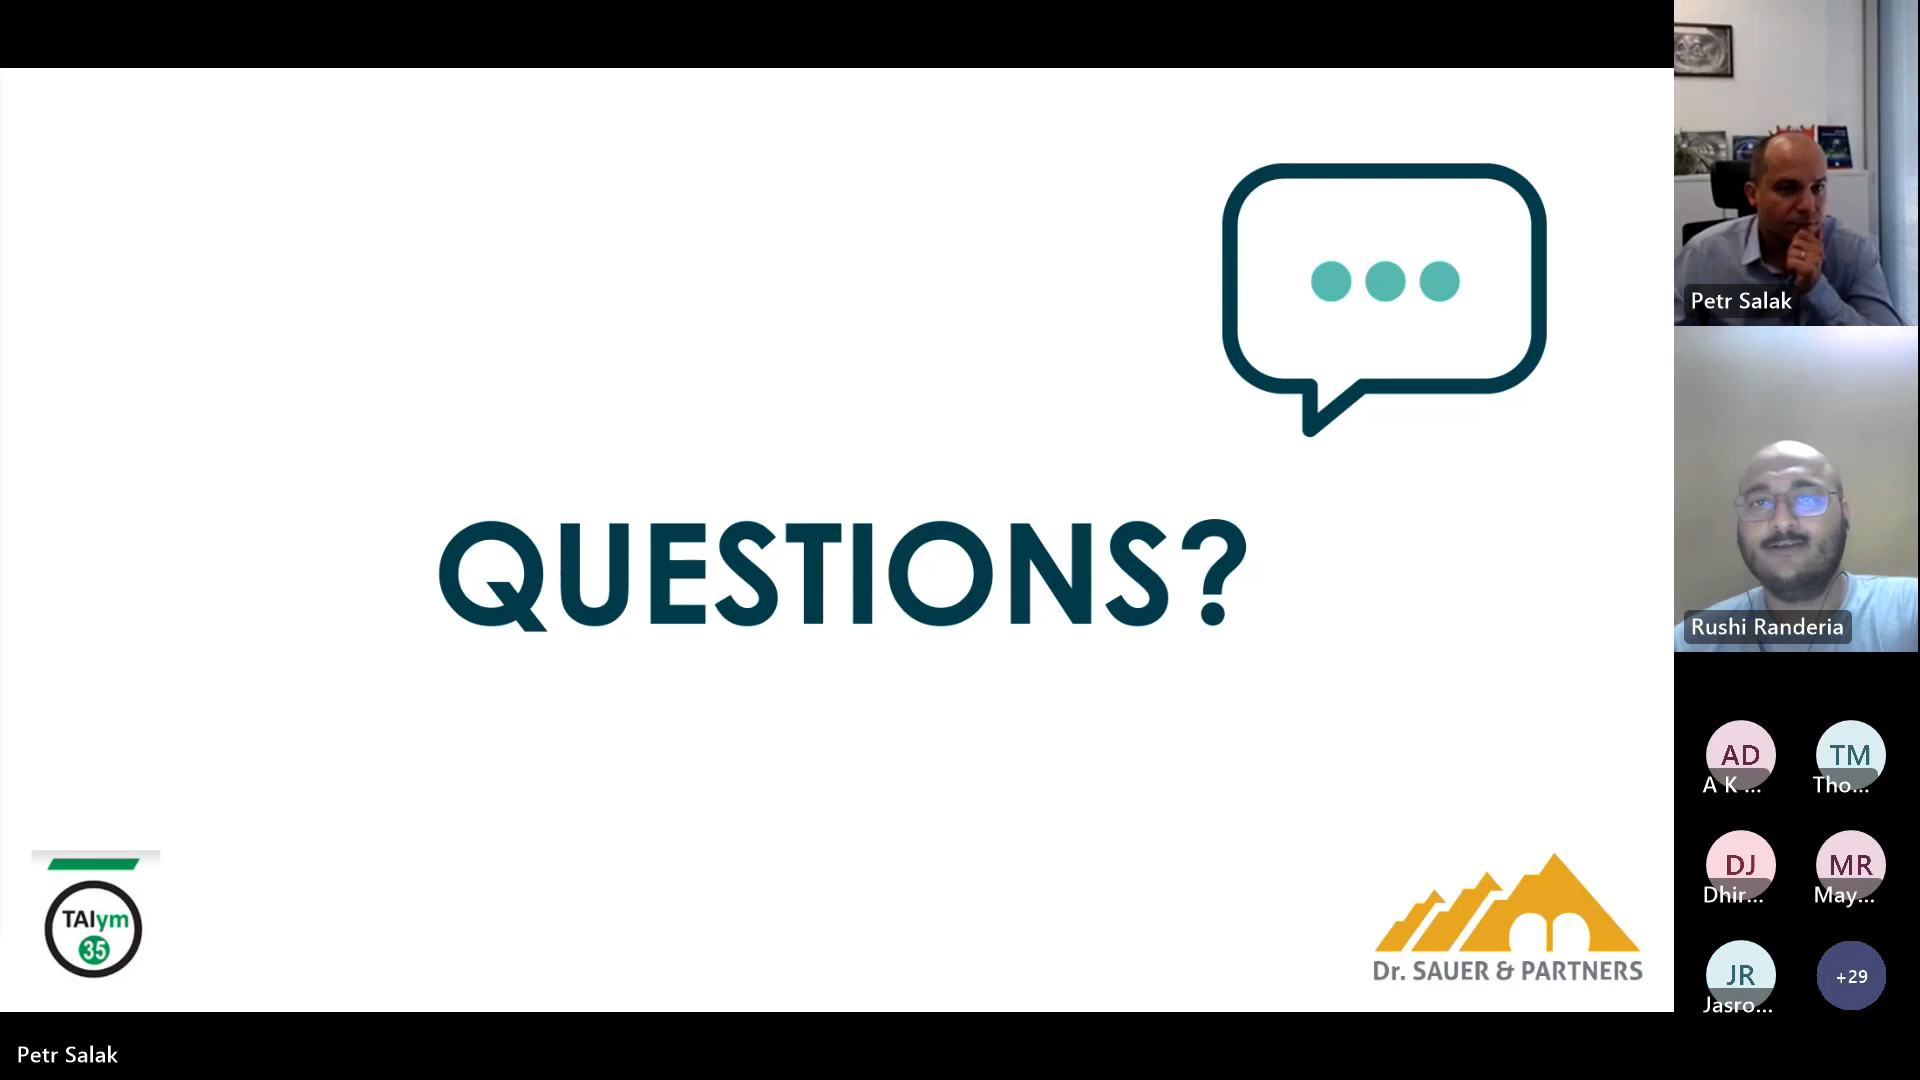 QUESTIONS?
TAIym
35
Dr. SAUER & PARTNERS
Petr Salak
Petr Salak
Rushi Randeria
AD
A K ...
TM
Tho...
DJ
Dhir...
MR
May...
JR
Jasro...
+29